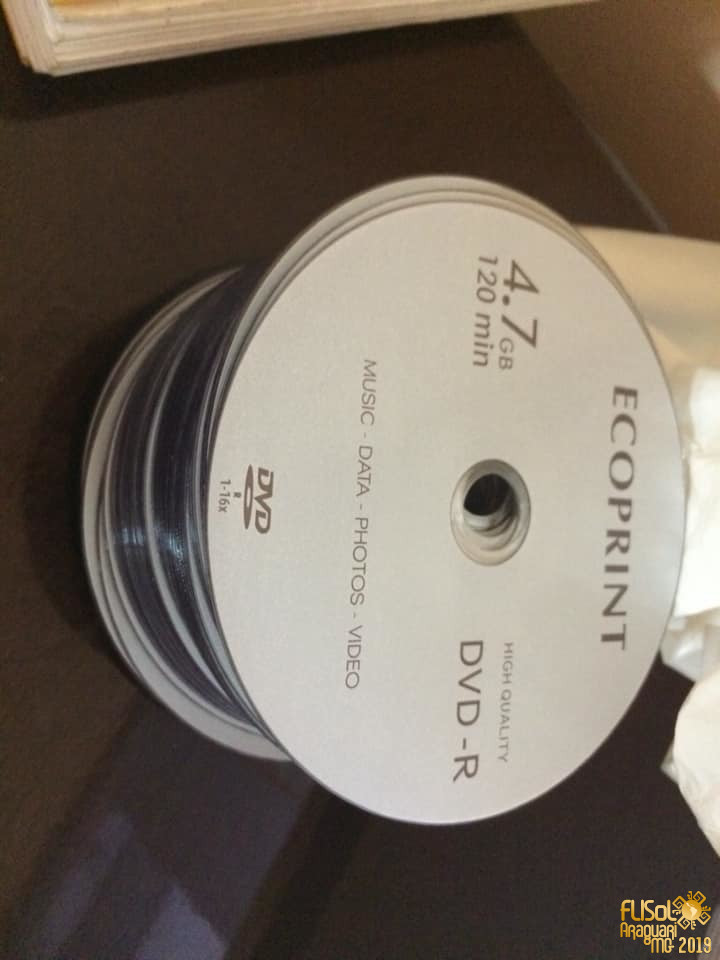 ECOPRINT
4.7 GB
120 min
HIGH QUALITY
DVD-R
MUSIC - DATA - PHOTOS - VIDEO
DVD
R
1-16x
FLISoL
Araguari
MG 2019